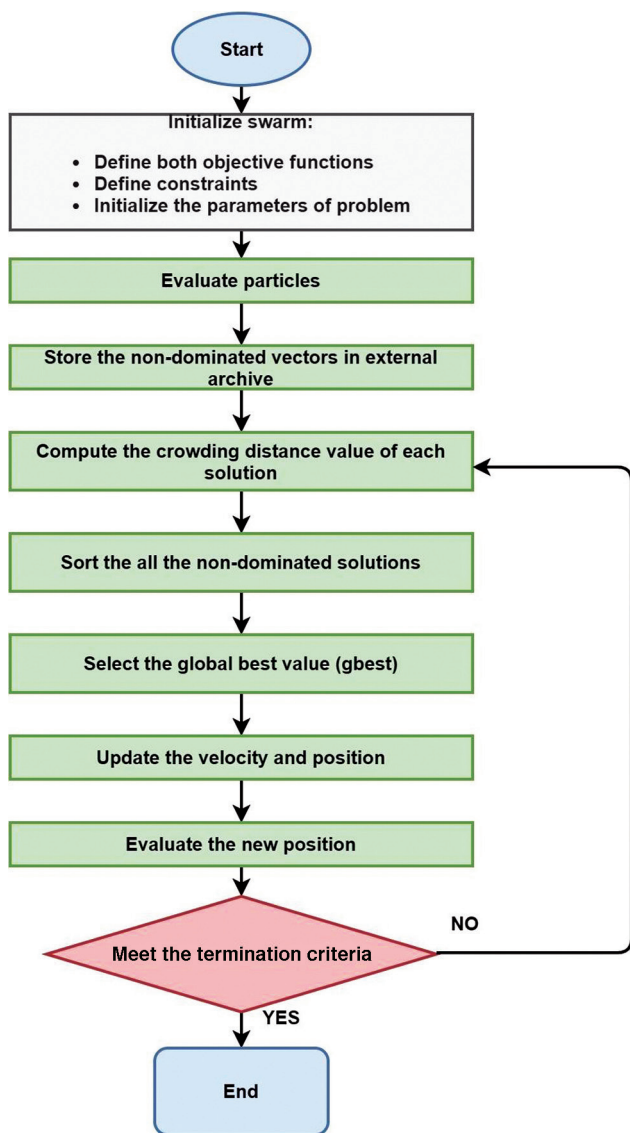 Start
Initialize swarm:
• Define both objective functions
• Define constraints
• Initialize the parameters of problem
Evaluate particles
Store the non-dominated vectors in external
archive
Compute the crowding distance value of each
solution
Sort the all the non-dominated solutions
Select the global best value (gbest)
Update the velocity and position
Evaluate the new position
Meet the termination criteria
NO
YES
End